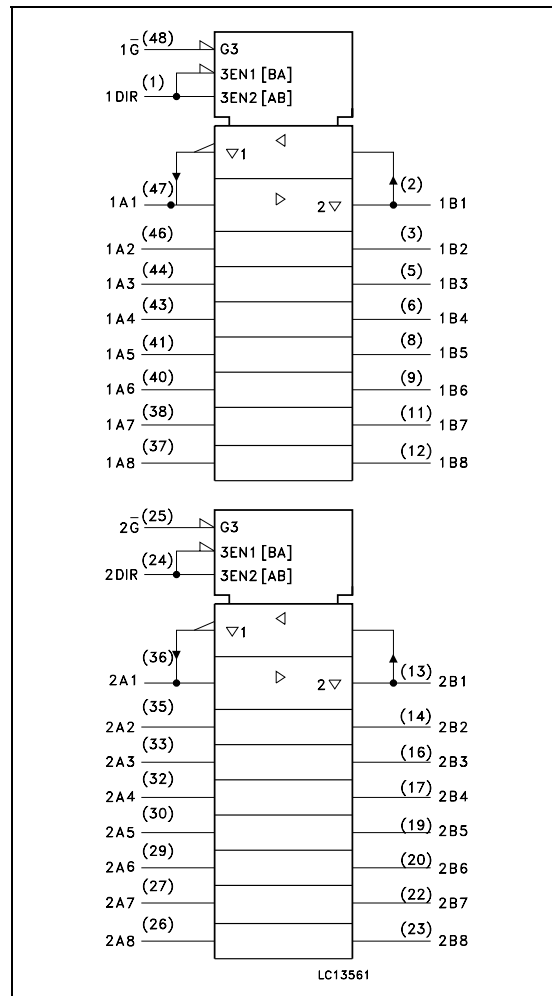 1G̅ (48) G3
3EN1 [BA]
1DIR (1) 3EN2 [AB]
▽1 ◁
1A1 (47) ▷ 2▽ (2) 1B1
1A2 (46) (3) 1B2
1A3 (44) (5) 1B3
1A4 (43) (6) 1B4
1A5 (41) (8) 1B5
1A6 (40) (9) 1B6
1A7 (38) (11) 1B7
1A8 (37) (12) 1B8
2G̅ (25) G3
3EN1 [BA]
2DIR (24) 3EN2 [AB]
▽1 ◁
2A1 (36) ▷ 2▽ (13) 2B1
2A2 (35) (14) 2B2
2A3 (33) (16) 2B3
2A4 (32) (17) 2B4
2A5 (30) (19) 2B5
2A6 (29) (20) 2B6
2A7 (27) (22) 2B7
2A8 (26) (23) 2B8
LC13561